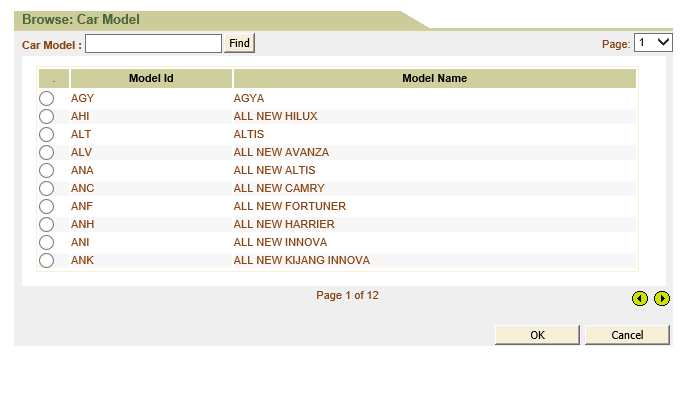 Browse: Car Model
Car Model : Find Page: 1
. Model Id Model Name
AGY AGYA
AHI ALL NEW HILUX
ALT ALTIS
ALV ALL NEW AVANZA
ANA ALL NEW ALTIS
ANC ALL NEW CAMRY
ANF ALL NEW FORTUNER
ANH ALL NEW HARRIER
ANI ALL NEW INNOVA
ANK ALL NEW KIJANG INNOVA
Page 1 of 12
OK Cancel